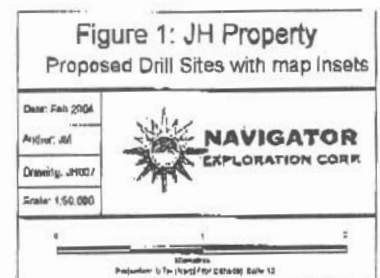 Figure 1: JH Property
Proposed Drill Sites with map insets
Date: Feb 2004
Author: JM
NAVIGATOR
EXPLORATION CORP.
Drawing: JH007
Scale: 1:50,000
0 1 2
Kilometres